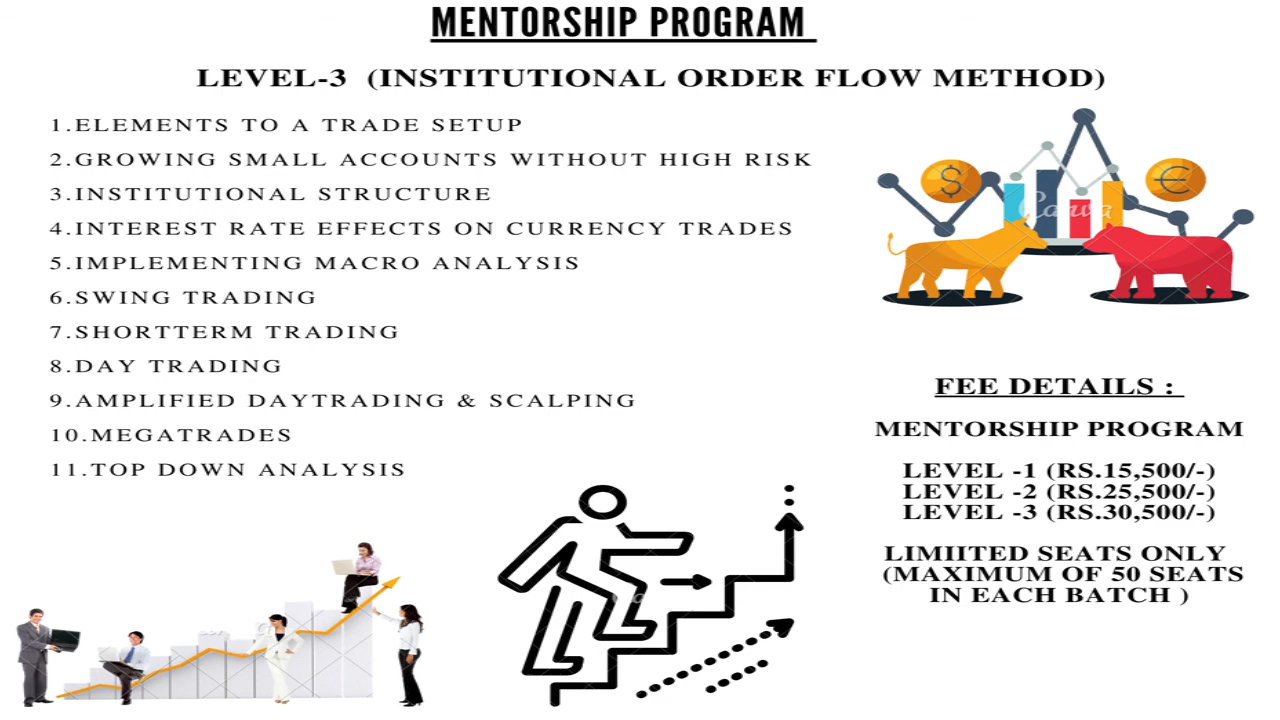 MENTORSHIP PROGRAM
LEVEL-3 (INSTITUTIONAL ORDER FLOW METHOD)
1.ELEMENTS TO A TRADE SETUP
2.GROWING SMALL ACCOUNTS WITHOUT HIGH RISK
3.INSTITUTIONAL STRUCTURE
4.INTEREST RATE EFFECTS ON CURRENCY TRADES
5.IMPLEMENTING MACRO ANALYSIS
6.SWING TRADING
7.SHORTTERM TRADING
8.DAY TRADING
9.AMPLIFIED DAYTRADING & SCALPING
10.MEGATRADES
11.TOP DOWN ANALYSIS
$ €
Canva
FEE DETAILS :
MENTORSHIP PROGRAM
LEVEL -1 (RS.15,500/-)
LEVEL -2 (RS.25,500/-)
LEVEL -3 (RS.30,500/-)
LIMIITED SEATS ONLY
(MAXIMUM OF 50 SEATS
IN EACH BATCH )